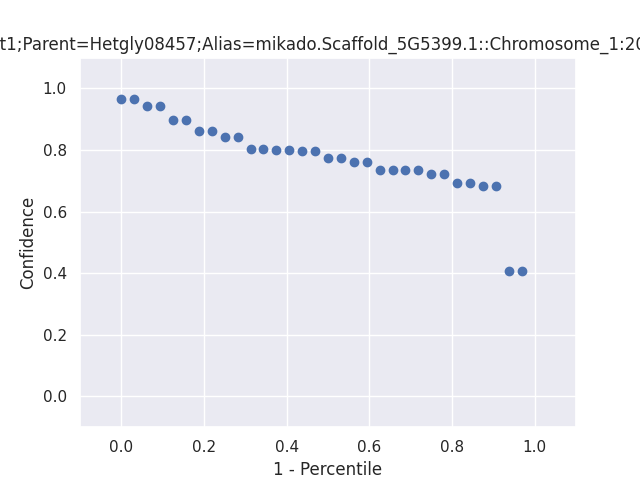 t1;Parent=Hetgly08457;Alias=mikado.Scaffold_5G5399.1::Chromosome_1:20
1.0
0.8
0.6
0.4
0.2
0.0
Confidence
0.0 0.2 0.4 0.6 0.8 1.0
1 - Percentile